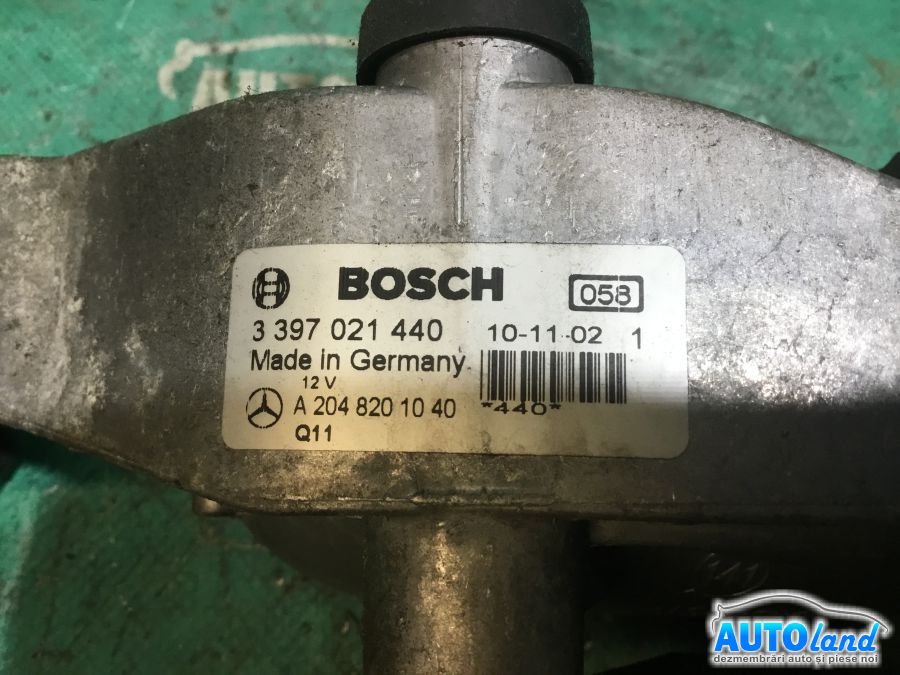 AUTO
BOSCH 058
3 397 021 440 10-11-02 1
Made in Germany
12 V
*440*
A 204 820 10 40
Q11
AUTOland
dezmembrări auto și piese noi